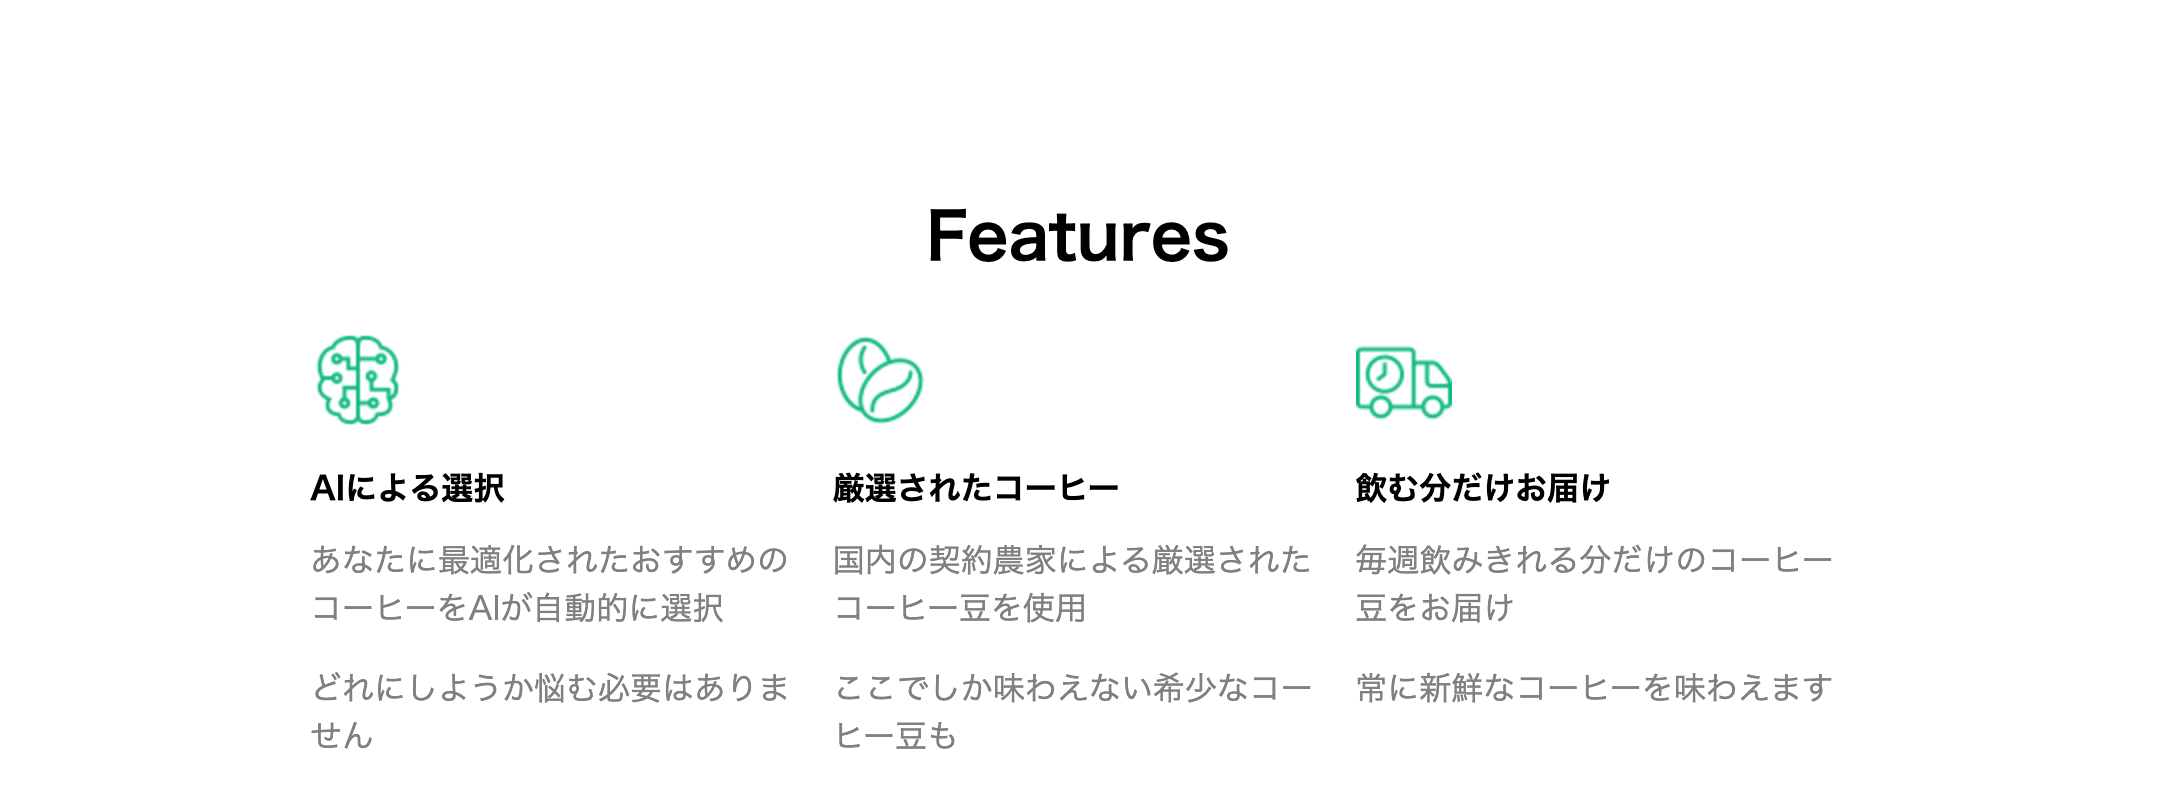 Features
AIによる選択
あなたに最適化されたおすすめの
コーヒーをAIが自動的に選択
どれにしようか悩む必要はありま
せん
厳選されたコーヒー
国内の契約農家による厳選された
コーヒー豆を使用
ここでしか味わえない希少なコー
ヒー豆も
飲む分だけお届け
毎週飲みきれる分だけのコーヒー
豆をお届け
常に新鮮なコーヒーを味わえます